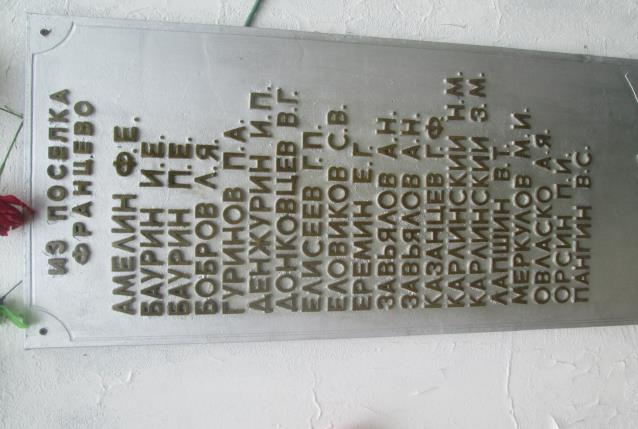 ИЗ ПОСЕЛКА
ФРАНЦЕВО
АМЕЛИН Ф.Е.
БАУРИН И.Е.
БАУРИН П.Е.
БОБРОВ Л.Я.
ГУРИНОВ П.А.
ДЕНЖУРИН И.П.
ДОНКОВЦЕВ В.Г.
ЕЛИСЕЕВ Г.П.
ЕЛОВИКОВ С.В.
ЕРЕМИН Е.Г.
ЗАВЬЯЛОВ А.Н.
ЗАВЬЯЛОВ А.Н.
КАЗАНЦЕВ Г.Ф.
КАРЛИНСКИЙ Н.М.
КАРЛИНСКИЙ З.М.
ЛАПШИН В.Т.
МЕРКУЛОВ М.И.
ОВЛАСКО А.Я.
ОРСИН П.И.
ПАНГИН В.С.